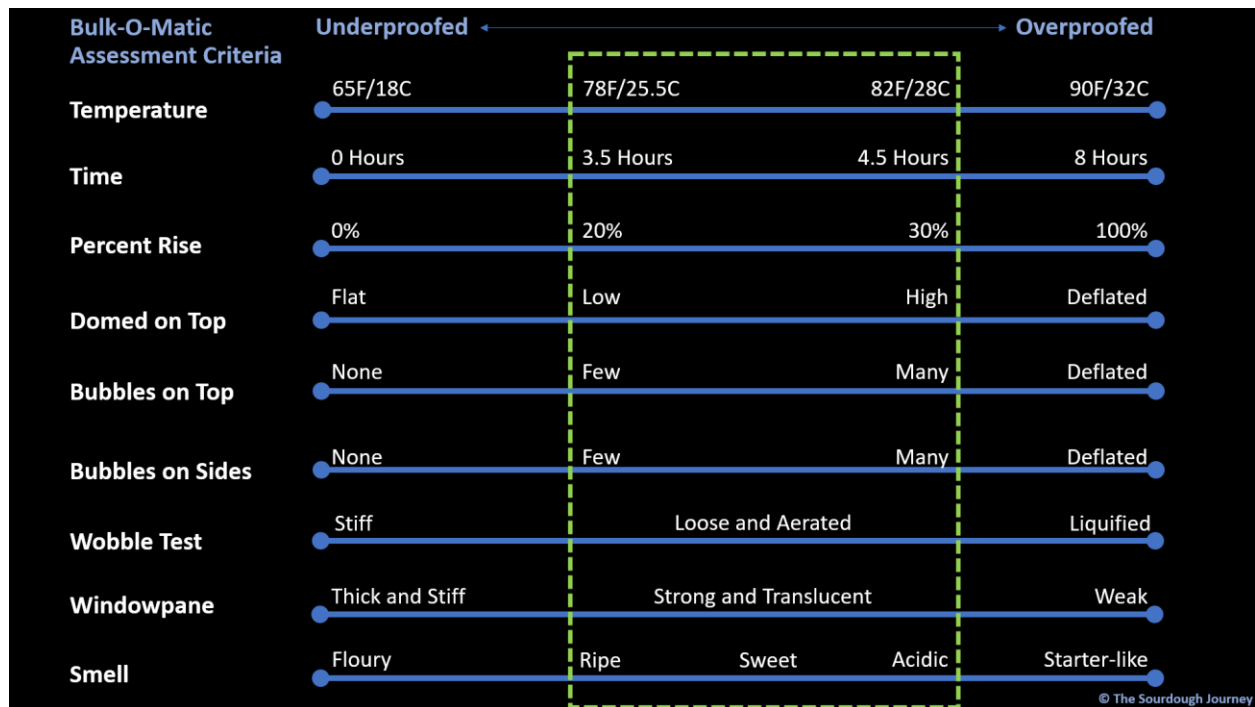 Bulk-O-Matic
Assessment Criteria
Underproofed Overproofed
Temperature 65F/18C 78F/25.5C 82F/28C 90F/32C
Time 0 Hours 3.5 Hours 4.5 Hours 8 Hours
Percent Rise 0% 20% 30% 100%
Domed on Top Flat Low High Deflated
Bubbles on Top None Few Many Deflated
Bubbles on Sides None Few Many Deflated
Wobble Test Stiff Loose and Aerated Liquified
Windowpane Thick and Stiff Strong and Translucent Weak
Smell Floury Ripe Sweet Acidic Starter-like
© The Sourdough Journey